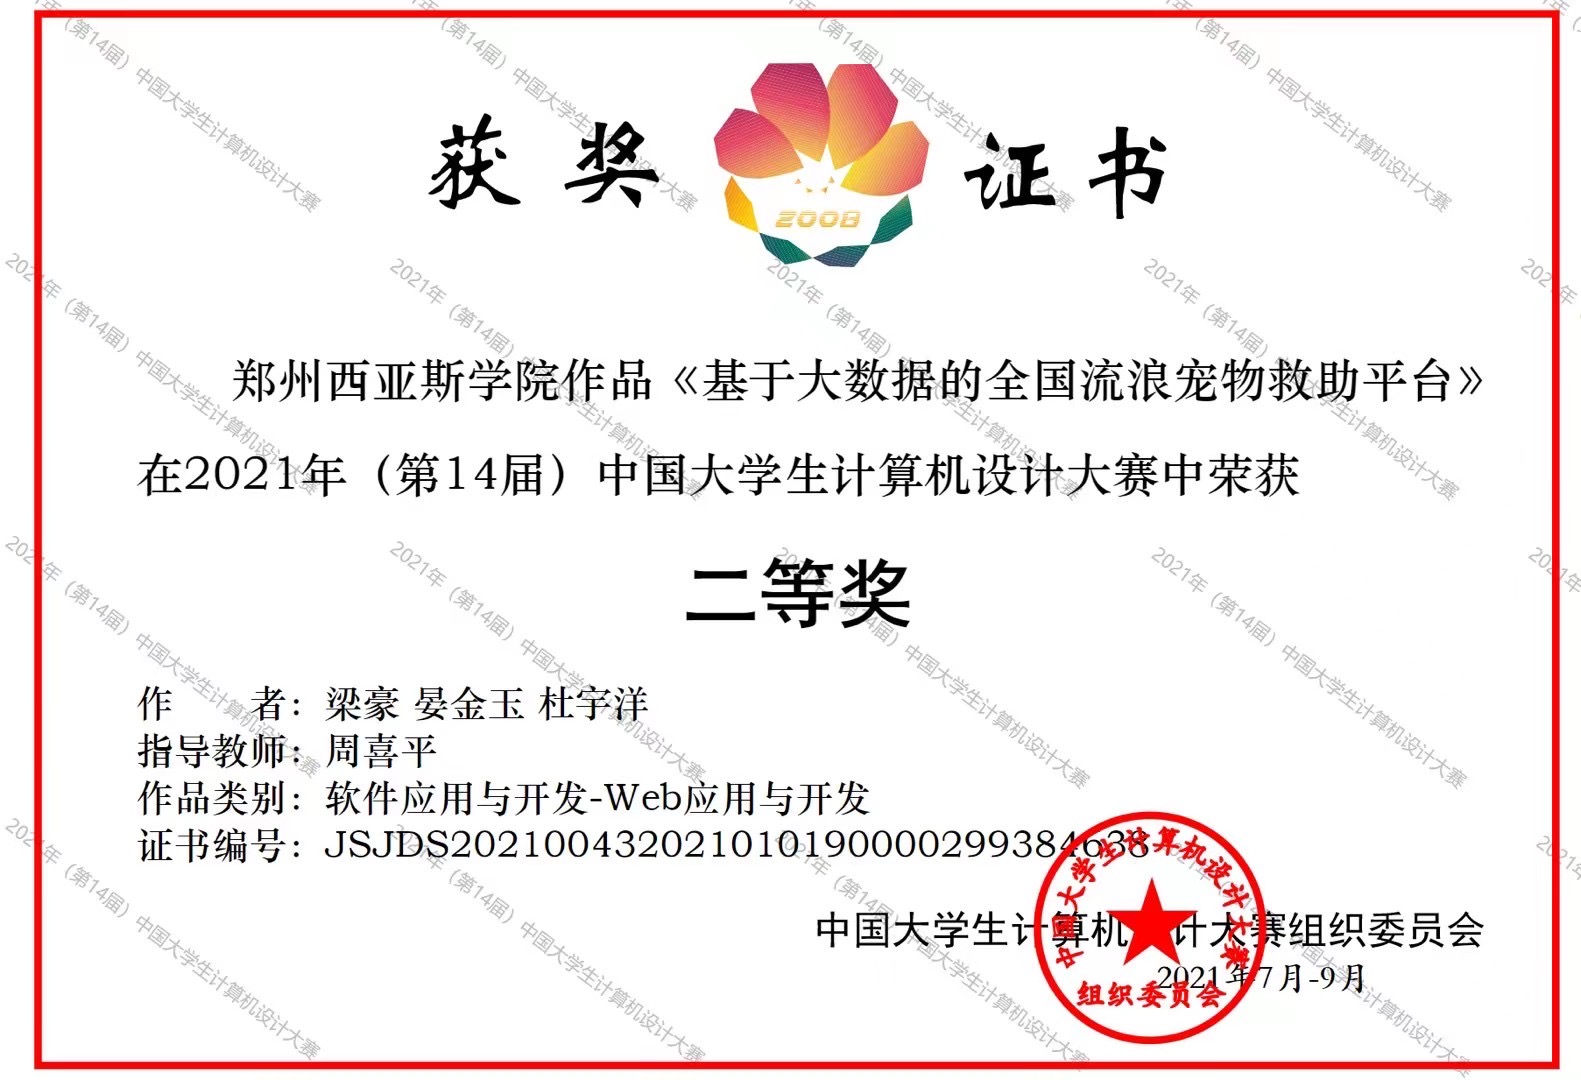 获奖证书
2008
郑州西亚斯学院作品《基于大数据的全国流浪宠物救助平台》
在2021年（第14届）中国大学生计算机设计大赛中荣获
二等奖
作　　者：梁豪 晏金玉 杜宇洋
指导教师：周喜平
作品类别：软件应用与开发-Web应用与开发
证书编号：JSJDS20210043202101019000029938​4638
中国大学生计算机设计大赛组织委员会
2021年7月-9月
中国大学生计算机设计大赛
组织委员会
2021年（第14届）中国大学生计算机设计大赛